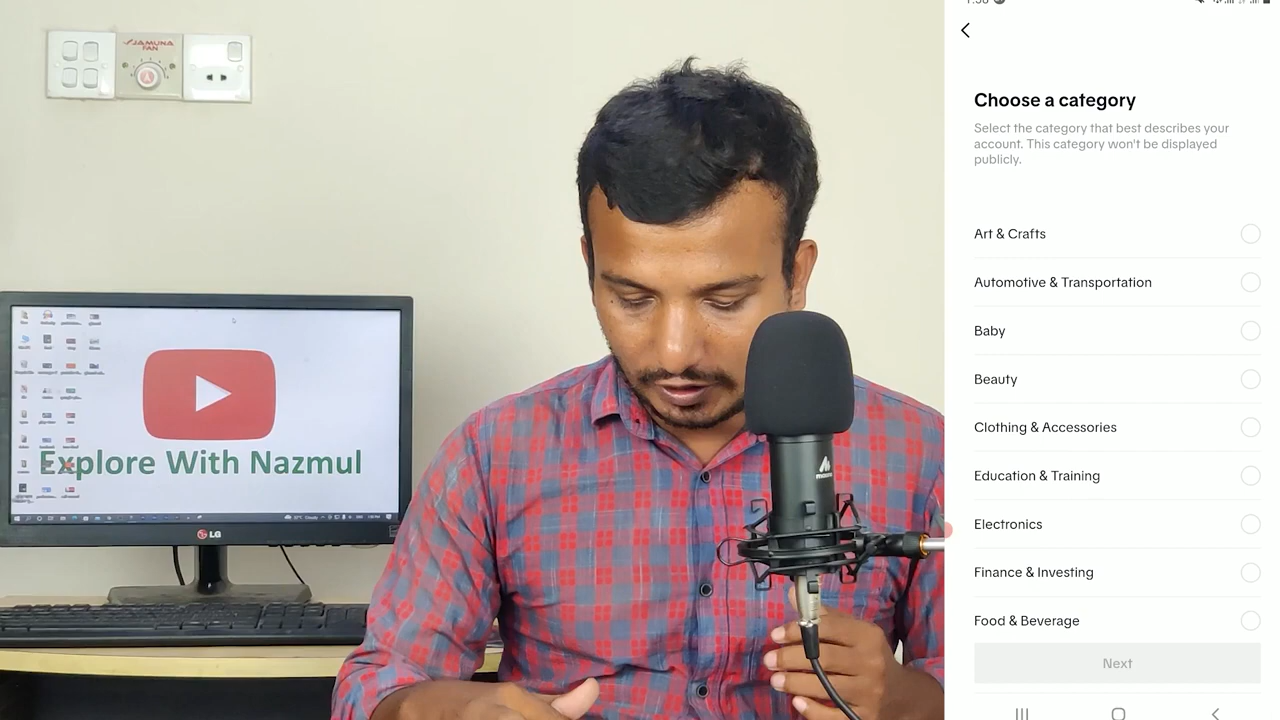 JAMUNA
FAN
Explore With Nazmul
LG
Choose a category
Select the category that best describes your
account. This category won't be displayed
publicly.
Art & Crafts
Automotive & Transportation
Baby
Beauty
Clothing & Accessories
Education & Training
Electronics
Finance & Investing
Food & Beverage
Next